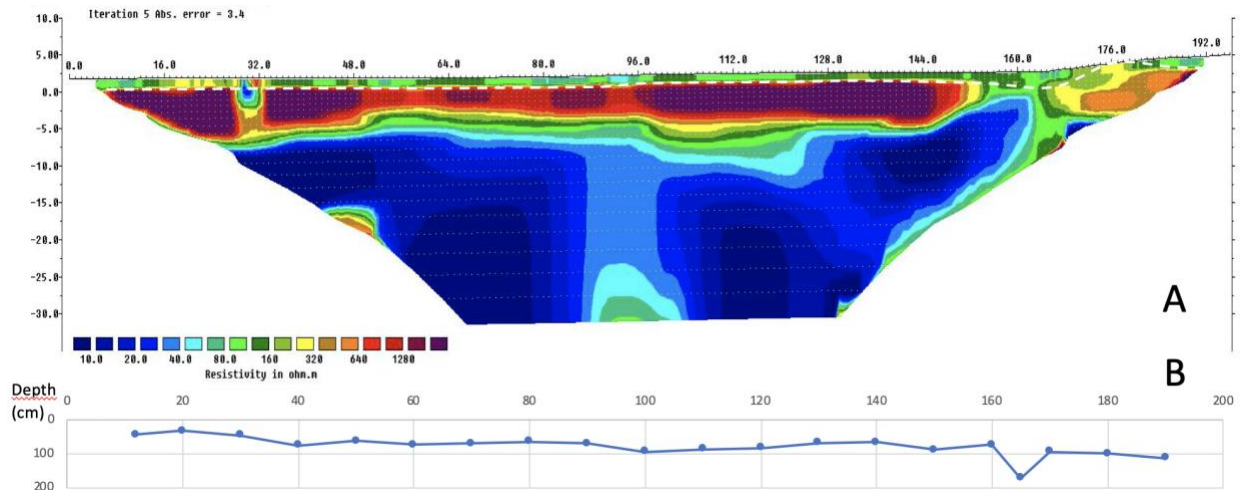 10.0
Iteration 5 Abs. error = 3.4
5.00
0.0 16.0 32.0 48.0 64.0 80.0 96.0 112.0 128.0 144.0 160.0 176.0 192.0
0.0
-5.0
-10.0
-15.0
-20.0
-25.0
-30.0
A
10.0 20.0 40.0 80.0 160 320 640 1280
Resistivity in ohm.m
B
Depth
(cm)
0 20 40 60 80 100 120 140 160 180 200
0
100
200